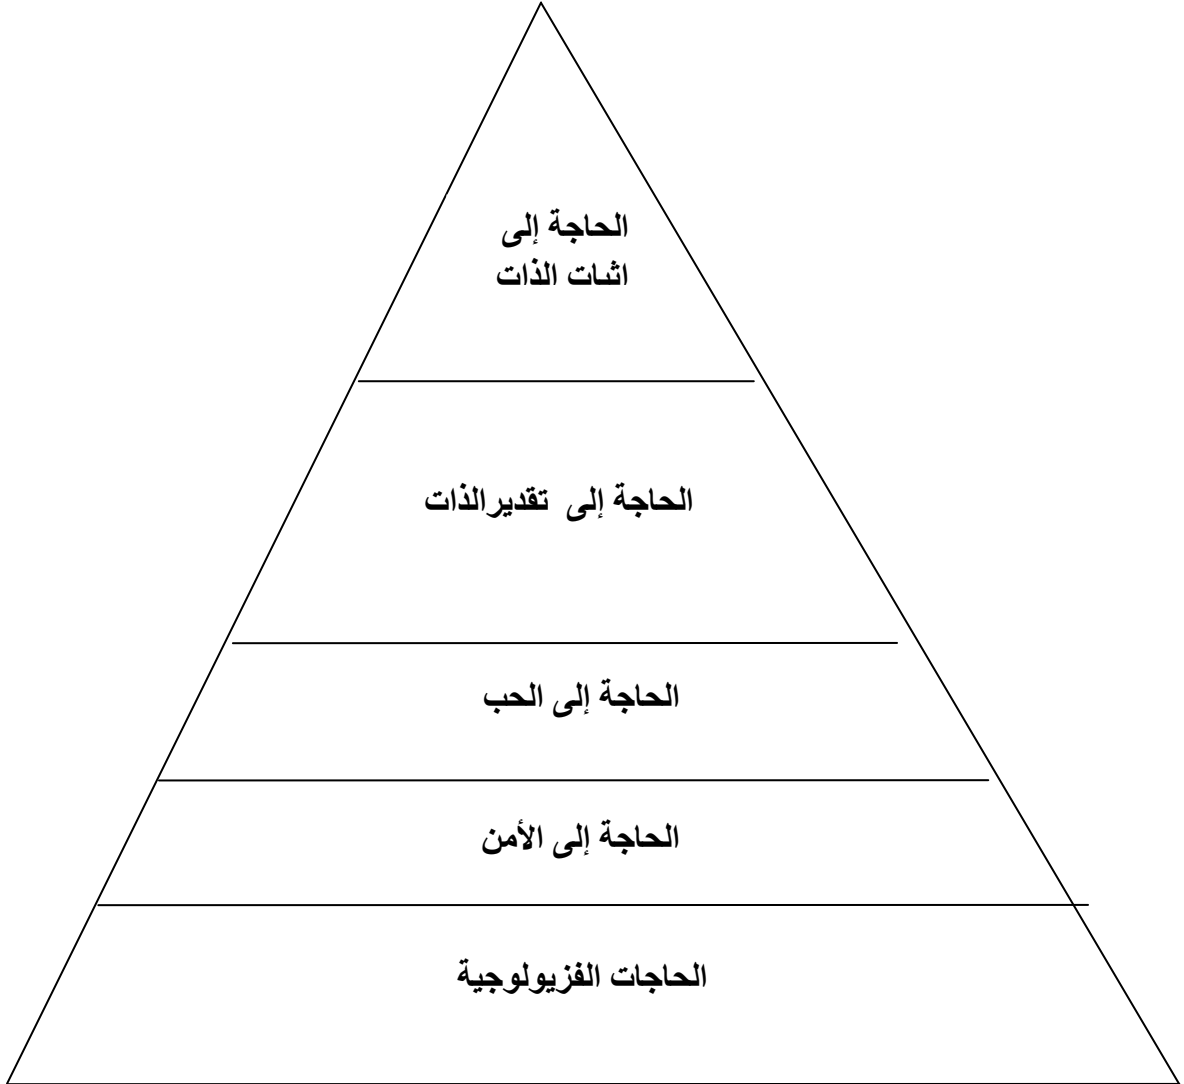 الحاجة إلى
اثبات الذات
الحاجة إلى تقديرالذات
الحاجة إلى الحب
الحاجة إلى الأمن
الحاجات الفزيولوجية